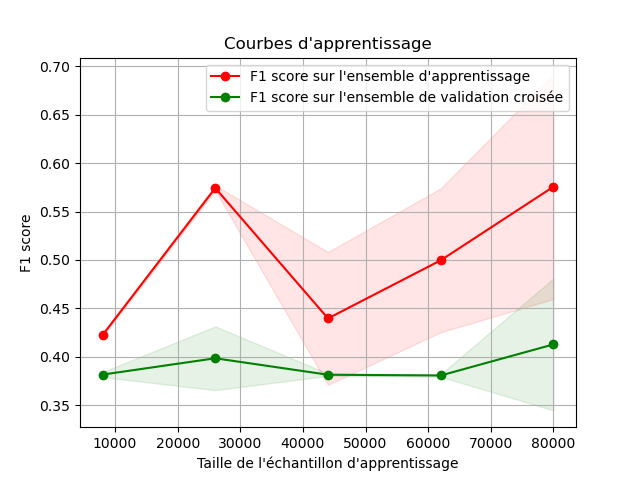 Courbes d'apprentissage
F1 score sur l'ensemble d'apprentissage
F1 score sur l'ensemble de validation croisée
F1 score
0.70
0.65
0.60
0.55
0.50
0.45
0.40
0.35
10000 20000 30000 40000 50000 60000 70000 80000
Taille de l'échantillon d'apprentissage